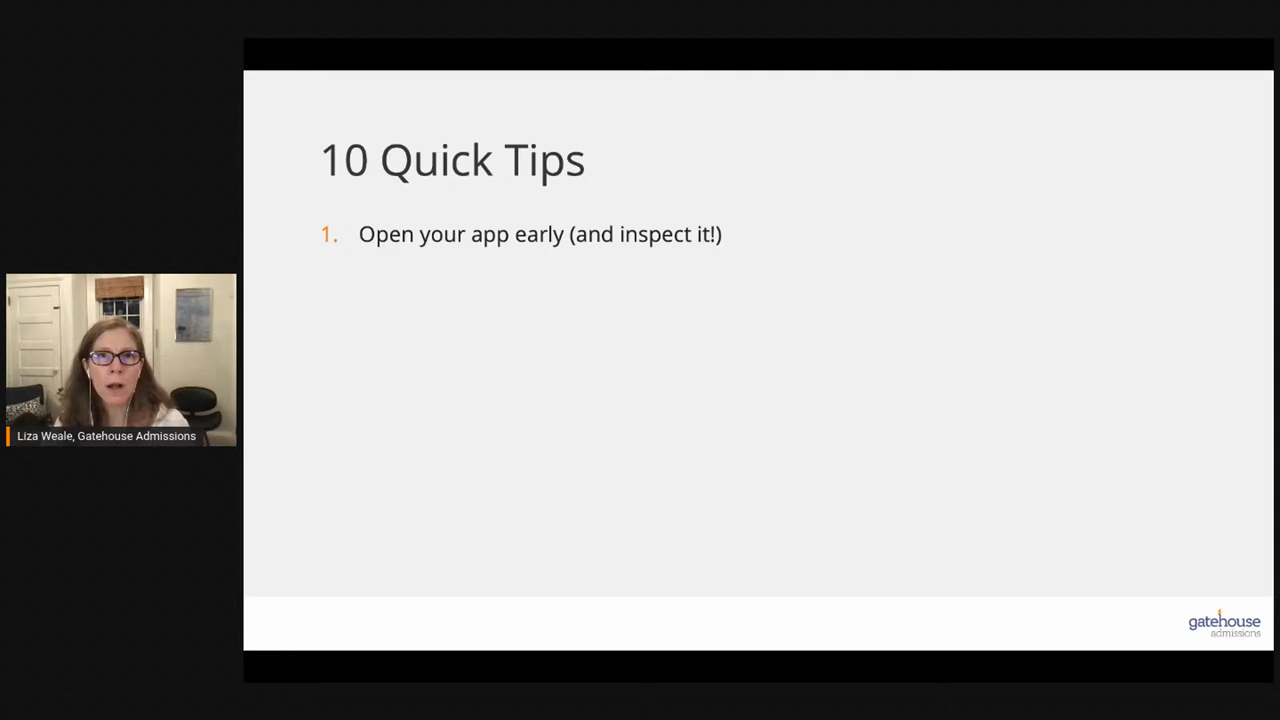 10 Quick Tips
1. Open your app early (and inspect it!)
Liza Weale, Gatehouse Admissions
gatehouse
admissions